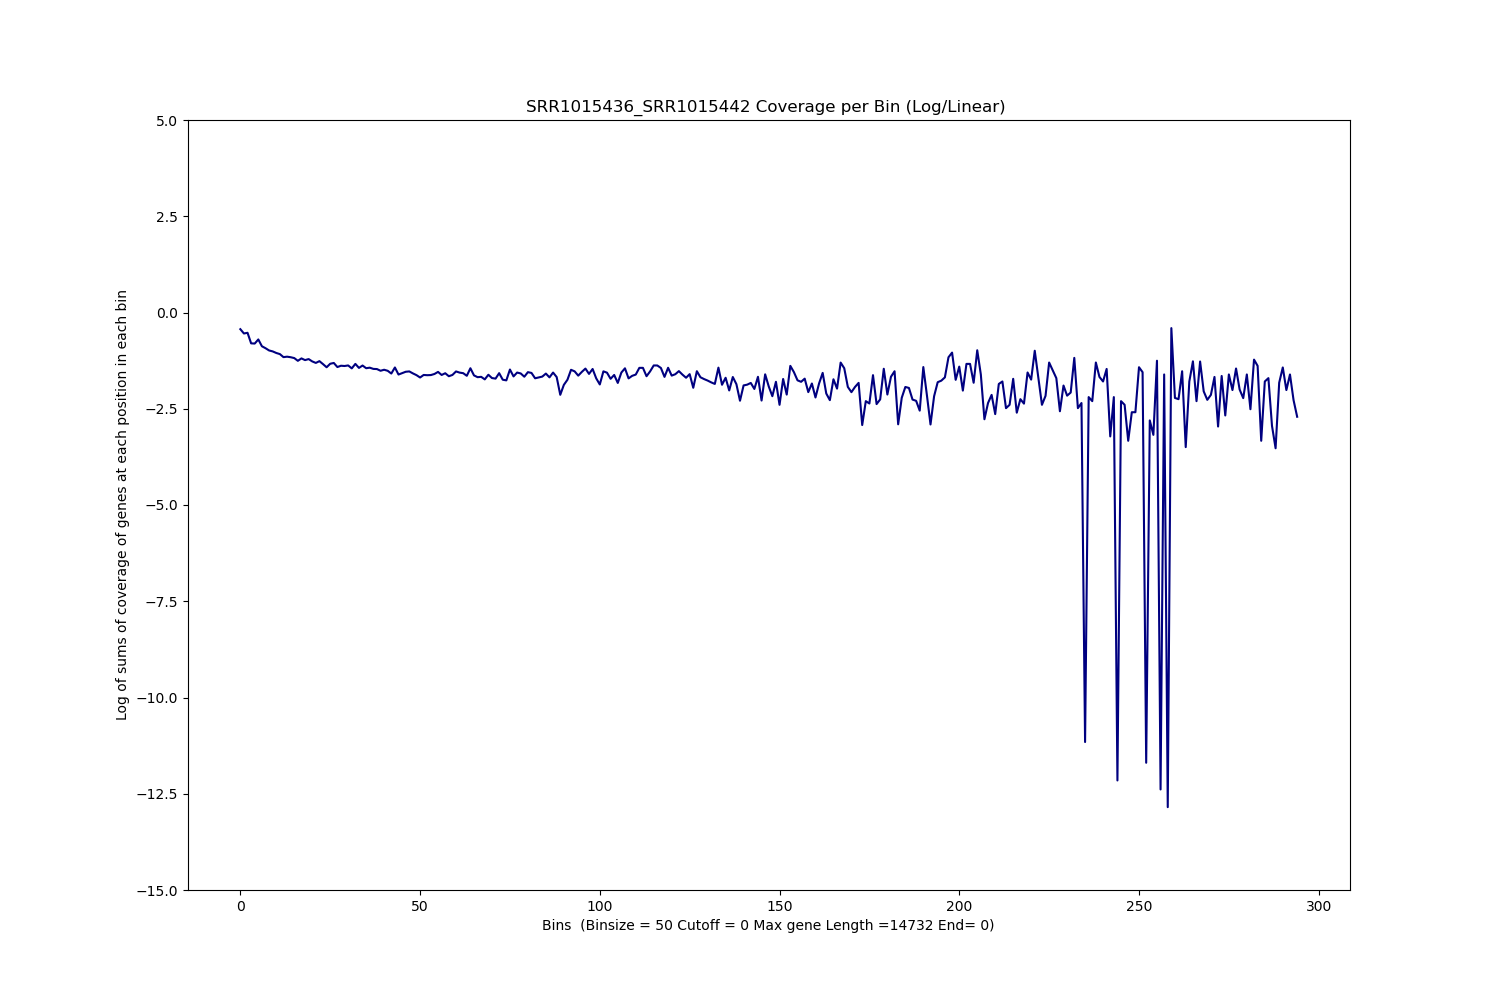 SRR1015436_SRR1015442 Coverage per Bin (Log/Linear)
5.0
2.5
0.0
−2.5
−5.0
−7.5
−10.0
−12.5
−15.0
Log of sums of coverage of genes at each position in each bin
0 50 100 150 200 250 300
Bins  (Binsize = 50 Cutoff = 0 Max gene Length =14732 End= 0)